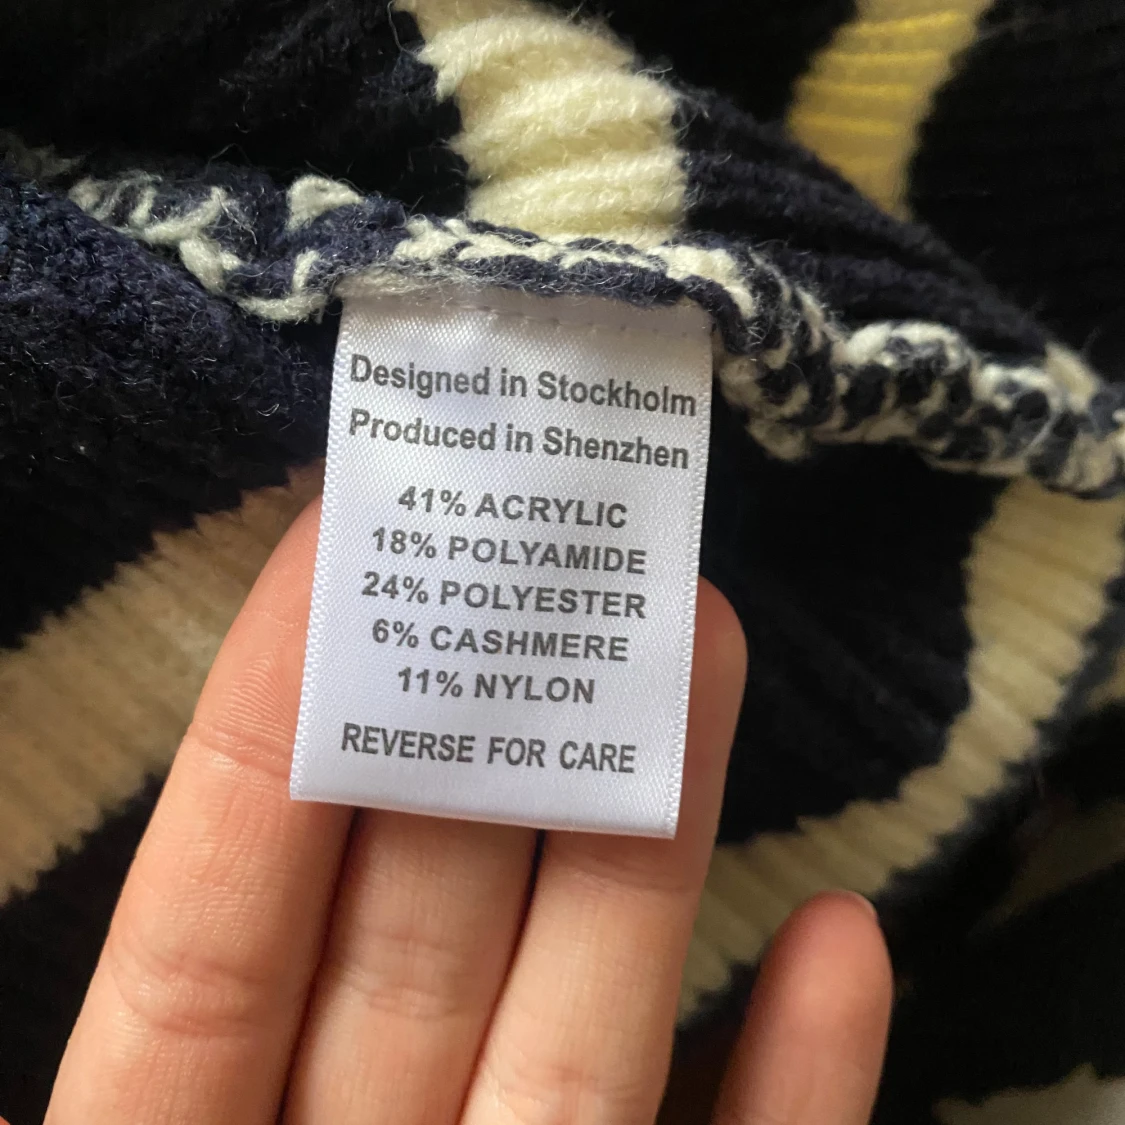 Designed in Stockholm
Produced in Shenzhen
41% ACRYLIC
18% POLYAMIDE
24% POLYESTER
6% CASHMERE
11% NYLON
REVERSE FOR CARE